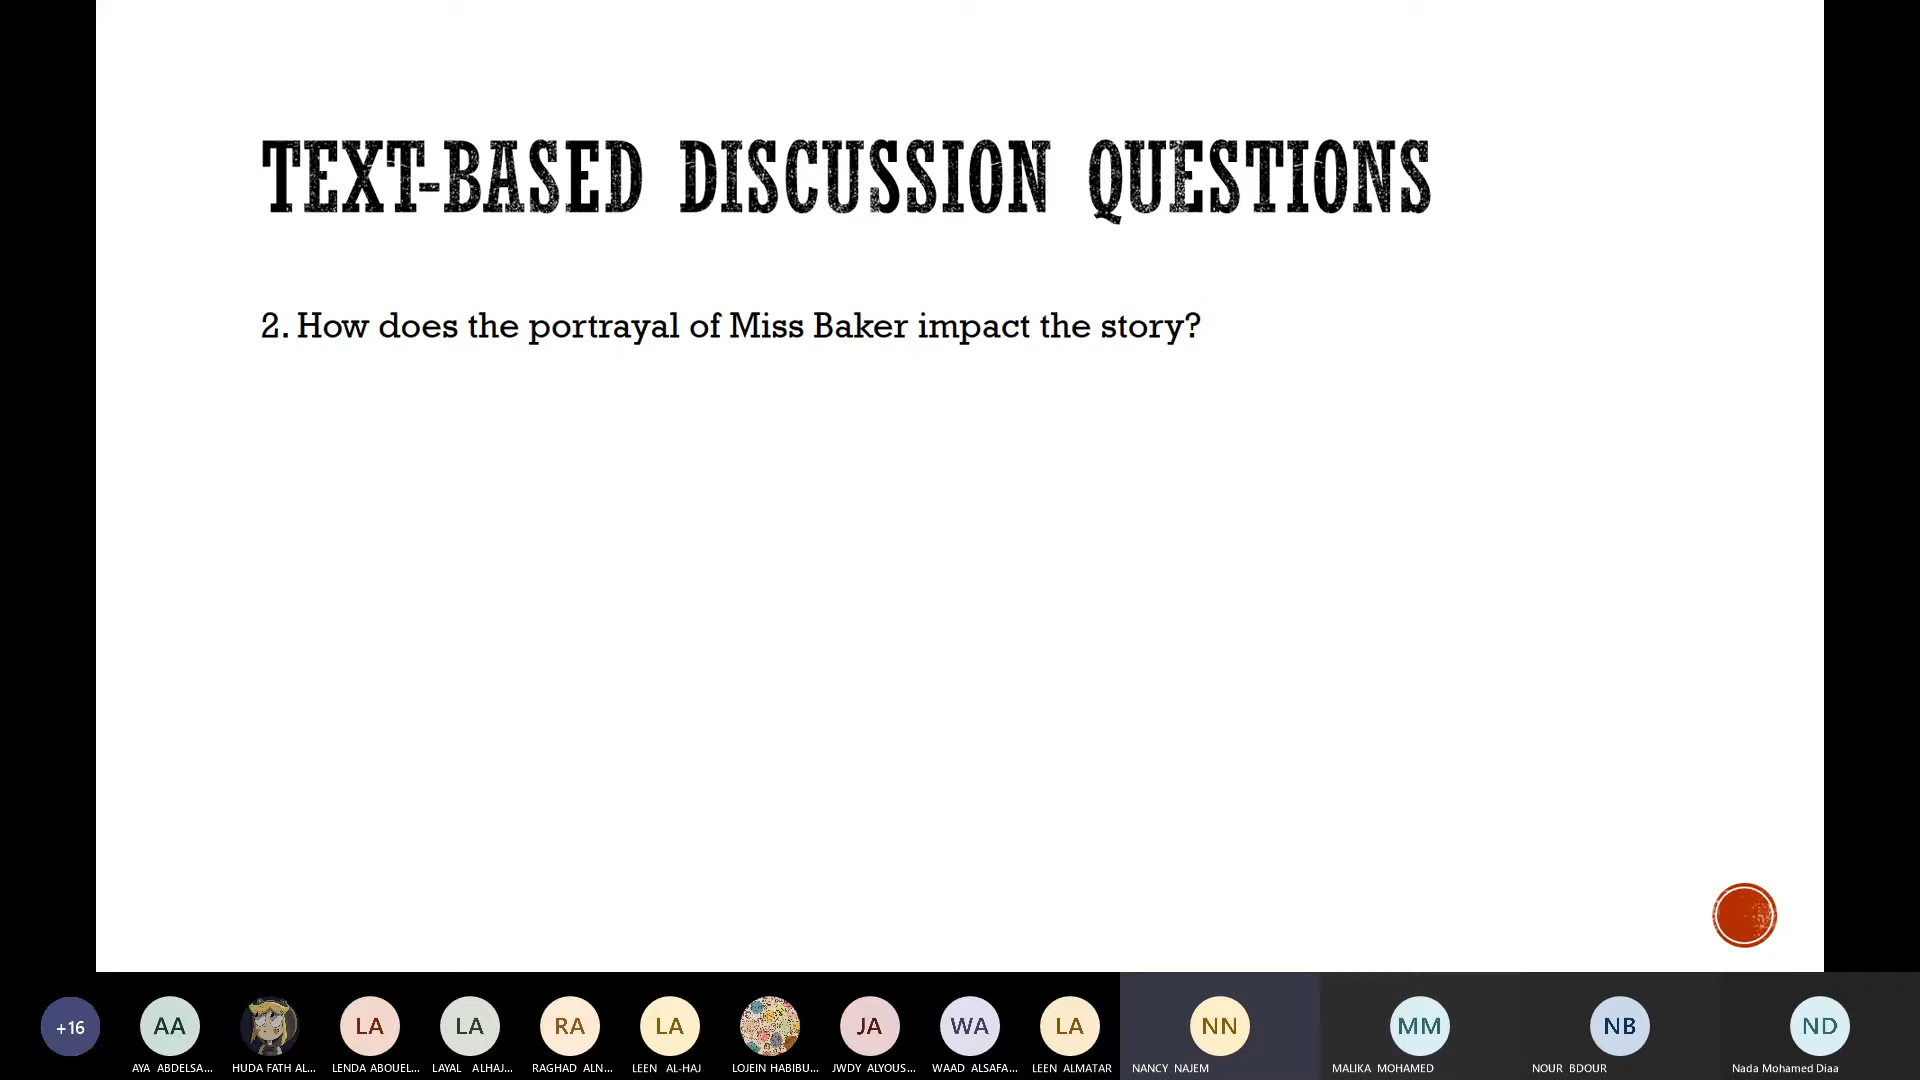 TEXT-BASED DISCUSSION QUESTIONS
2. How does the portrayal of Miss Baker impact the story?
+16
AA
LA
LA
RA
LA
JA
WA
LA
NN
MM
NB
ND
AYA ABDELSA...
HUDA FATH AL...
LENDA ABOUEL...
LAYAL ALHAJ...
RAGHAD ALN...
LEEN AL-HAJ
LOJEIN HABIBU...
JWDY ALYOUS...
WAAD ALSAFA...
LEEN ALMATAR
NANCY NAJEM
MALIKA MOHAMED
NOUR BDOUR
Nada Mohamed Diaa